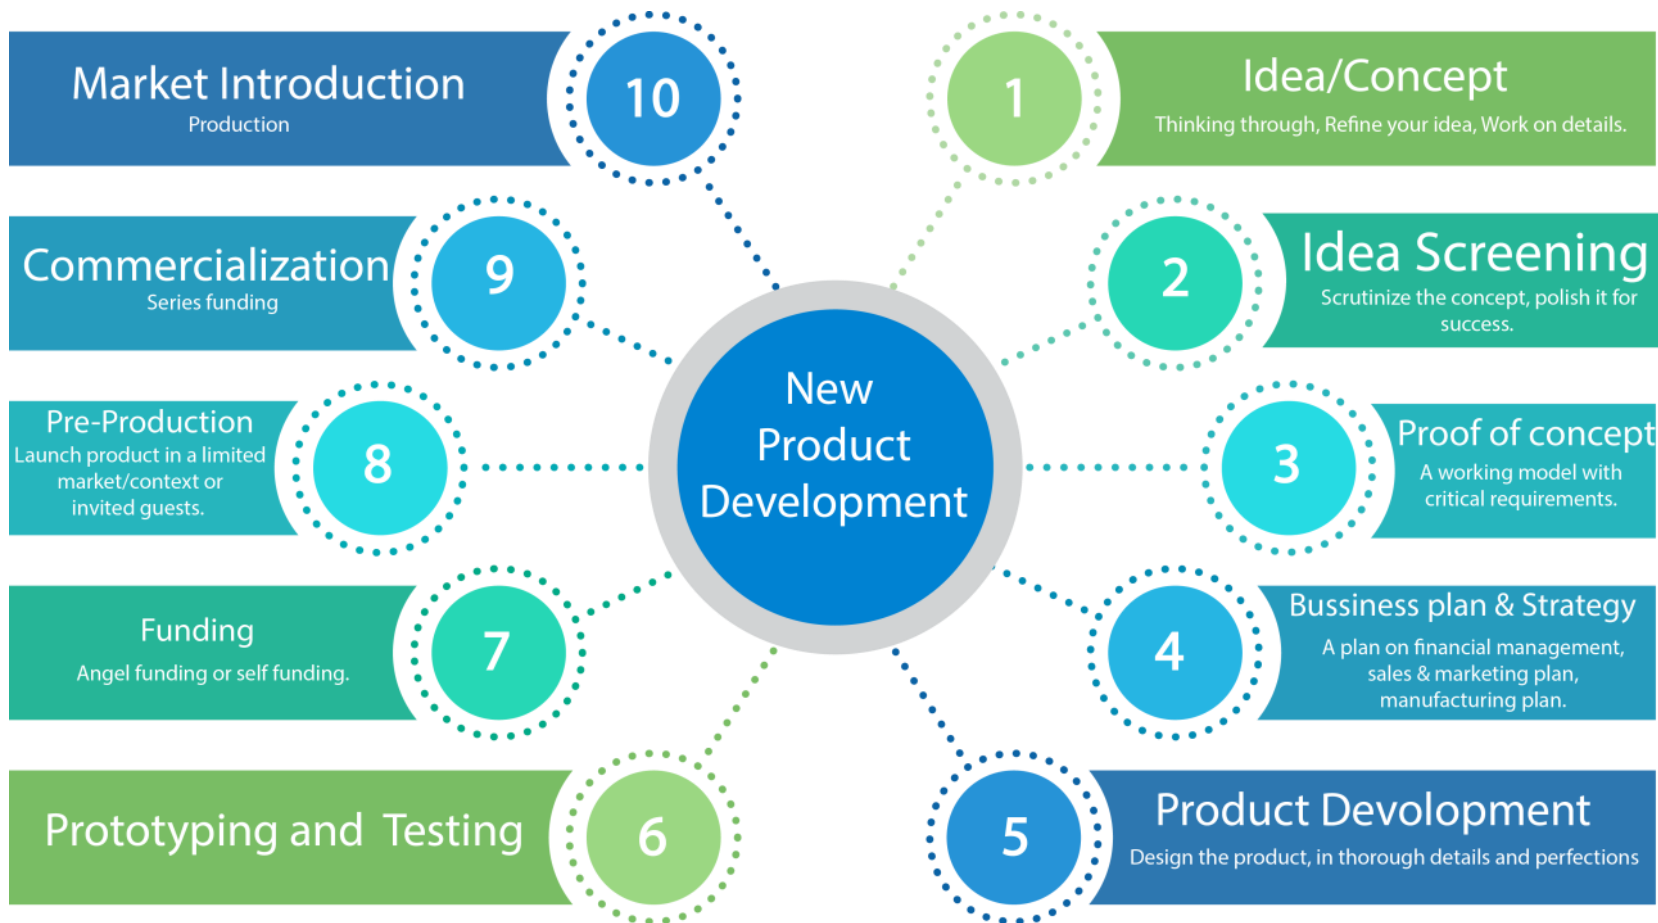 New
Product
Development
1
Idea/Concept
Thinking through, Refine your idea, Work on details.
2
Idea Screening
Scrutinize the concept, polish it for
success.
3
Proof of concept
A working model with
critical requirements.
4
Bussiness plan & Strategy
A plan on financial management,
sales & marketing plan,
manufacturing plan.
5
Product Devolopment
Design the product, in thorough details and perfections
6
Prototyping and Testing
7
Funding
Angel funding or self funding.
8
Pre-Production
Launch product in a limited
market/context or
invited guests.
9
Commercialization
Series funding
10
Market Introduction
Production